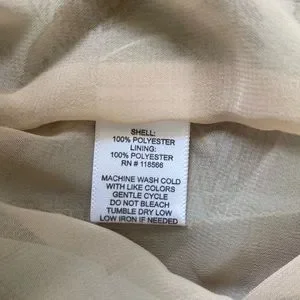 SHELL:
100% POLYESTER
LINING:
100% POLYESTER
RN # 118566
MACHINE WASH COLD
WITH LIKE COLORS
GENTLE CYCLE
DO NOT BLEACH
TUMBLE DRY LOW
LOW IRON IF NEEDED